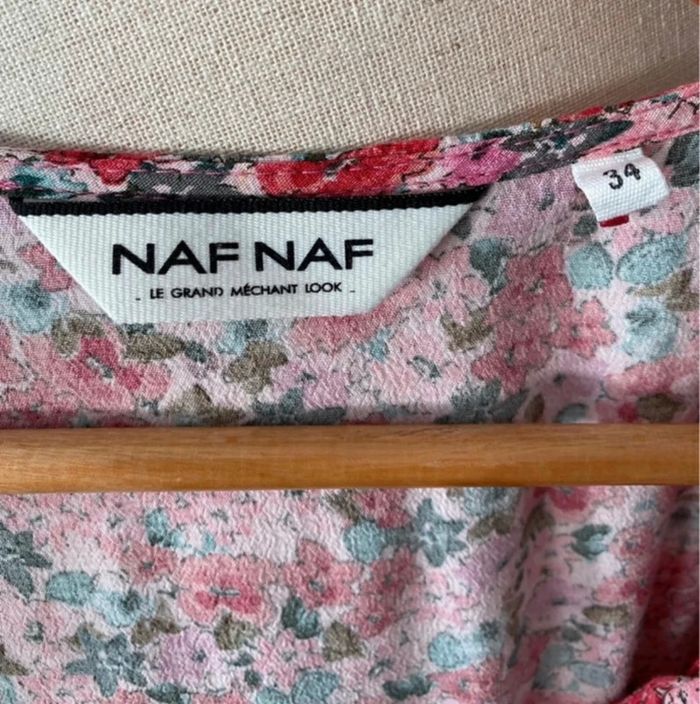 NAF NAF
- LE GRAND MÉCHANT LOOK -
34